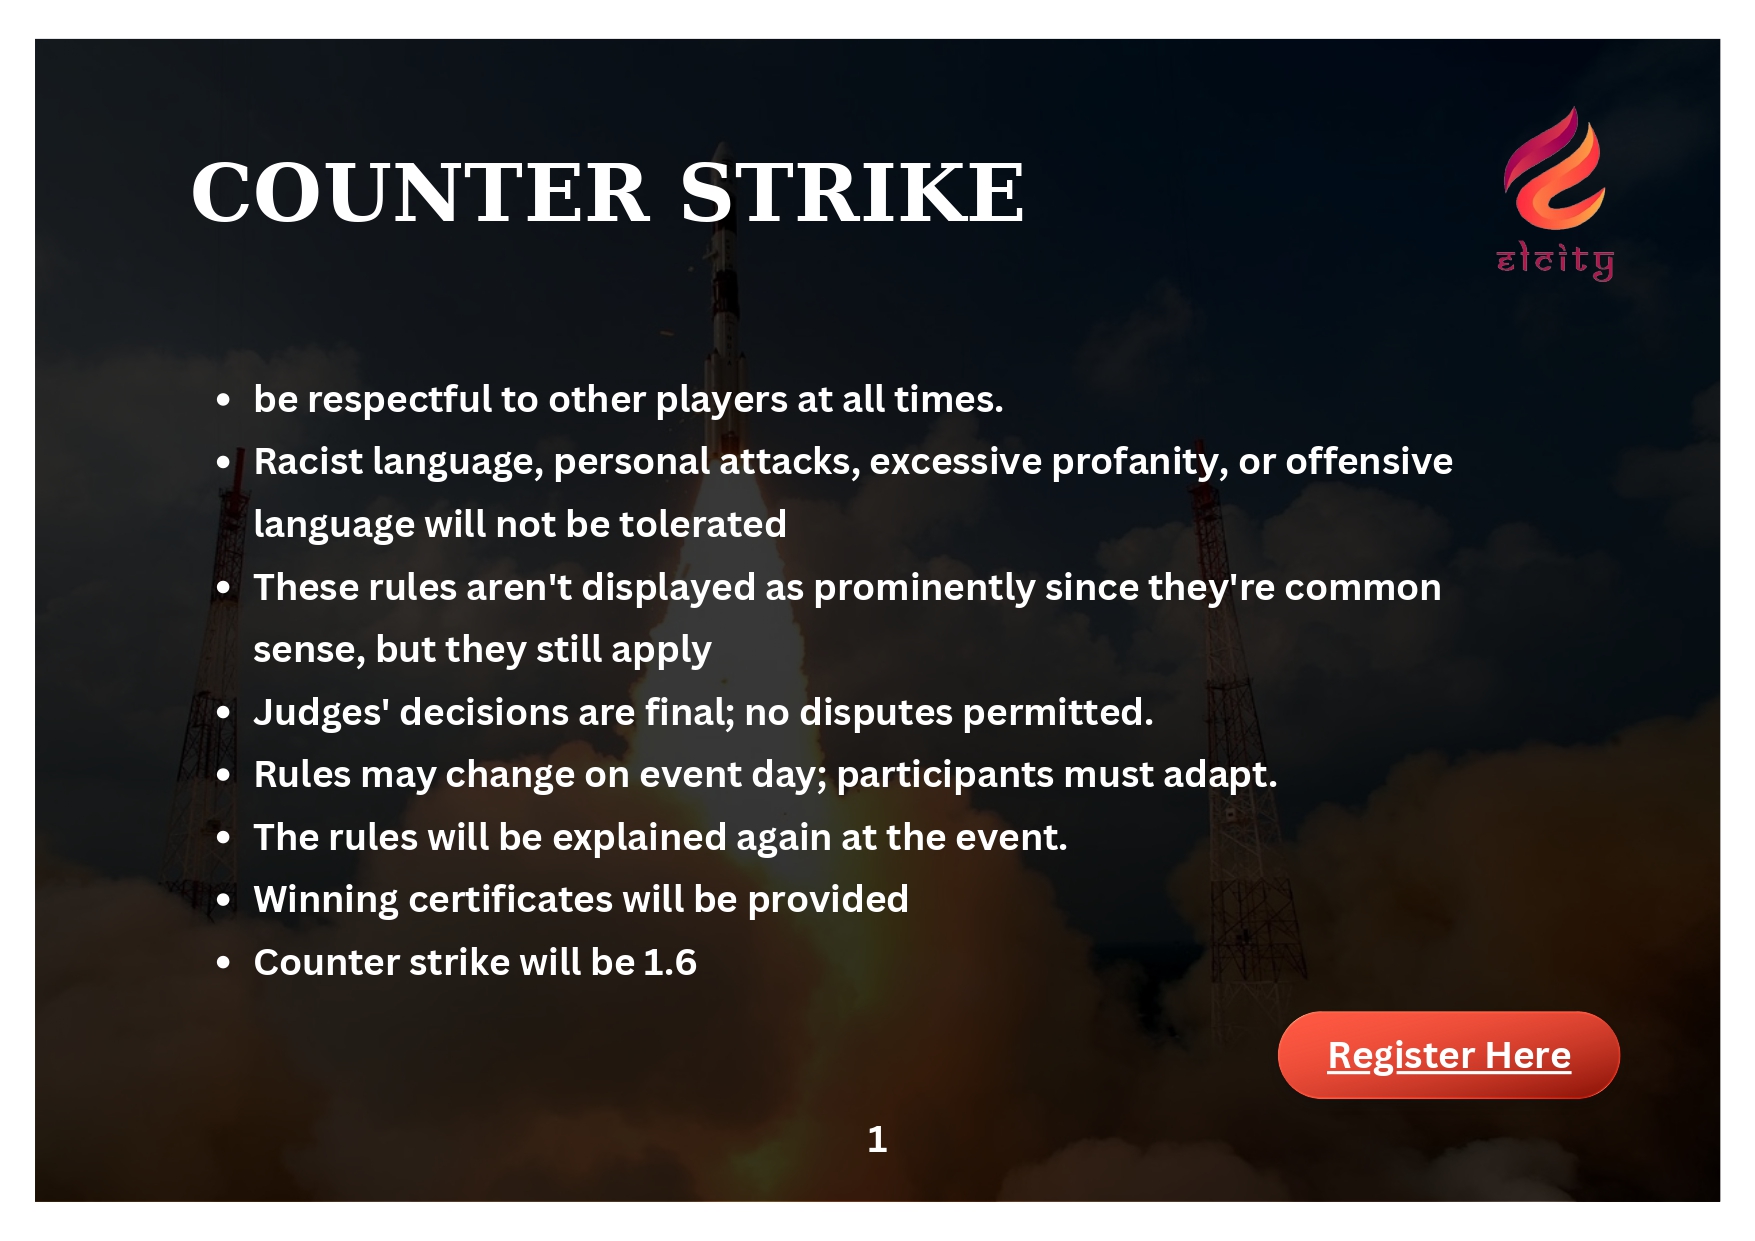 COUNTER STRIKE
elcity
• be respectful to other players at all times.
• Racist language, personal attacks, excessive profanity, or offensive
language will not be tolerated
• These rules aren't displayed as prominently since they're common
sense, but they still apply
• Judges' decisions are final; no disputes permitted.
• Rules may change on event day; participants must adapt.
• The rules will be explained again at the event.
• Winning certificates will be provided
• Counter strike will be 1.6
Register Here
1